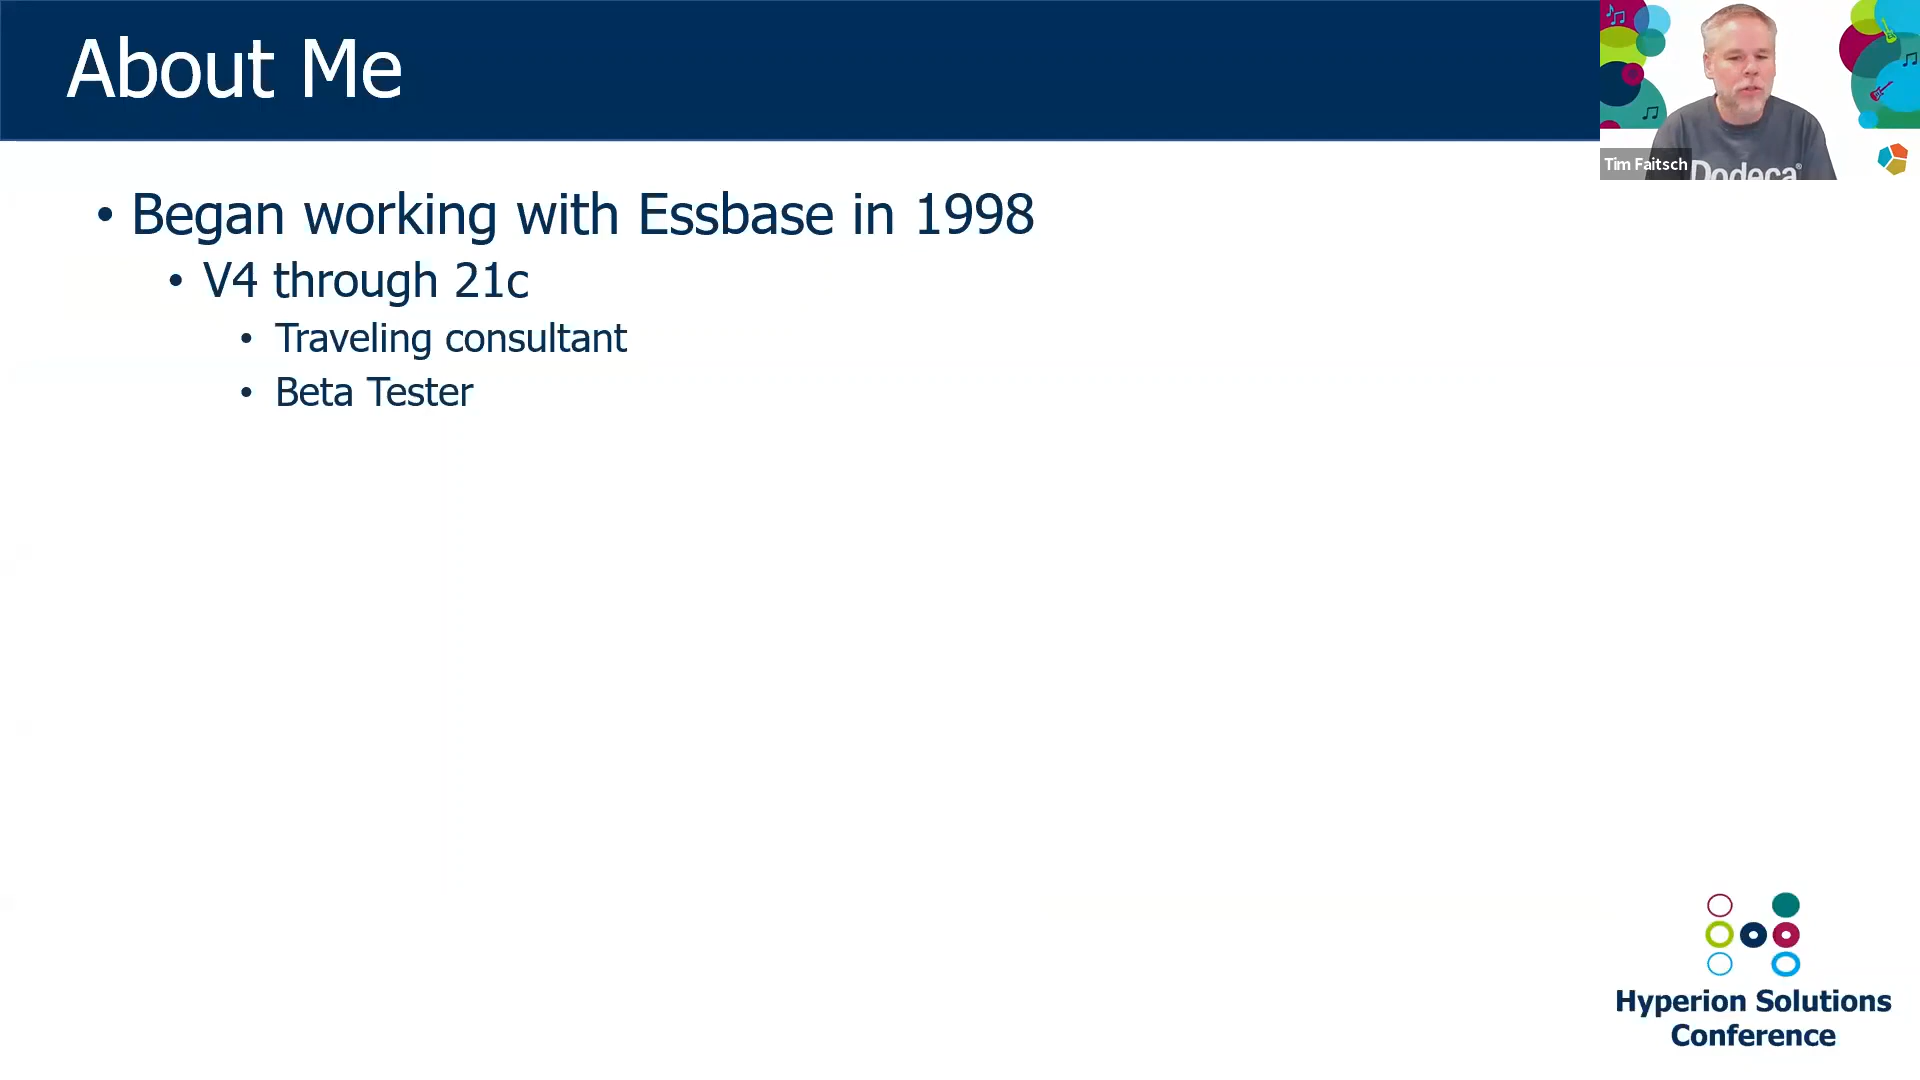 About Me
• Began working with Essbase in 1998
• V4 through 21c
• Traveling consultant
• Beta Tester
Tim Faitsch
Dodeca®
Hyperion Solutions
Conference